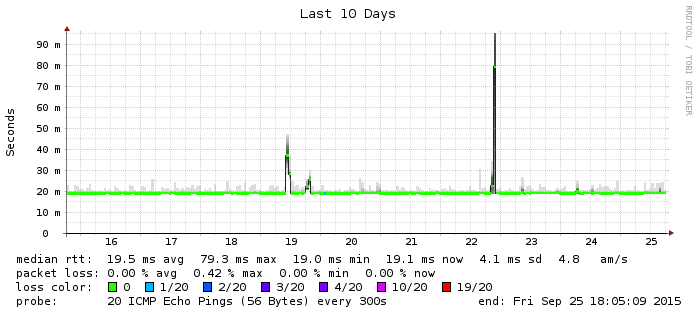 Last 10 Days
RRDTOOL / TOBI OETIKER
Seconds
90 m
80 m
70 m
60 m
50 m
40 m
30 m
20 m
10 m
0
16 17 18 19 20 21 22 23 24 25
median rtt: 19.5 ms avg 79.3 ms max 19.0 ms min 19.1 ms now 4.1 ms sd 4.8 am/s
packet loss: 0.00 % avg 0.42 % max 0.00 % min 0.00 % now
loss color: 0 1/20 2/20 3/20 4/20 10/20 19/20
probe: 20 ICMP Echo Pings (56 Bytes) every 300s end: Fri Sep 25 18:05:09 2015